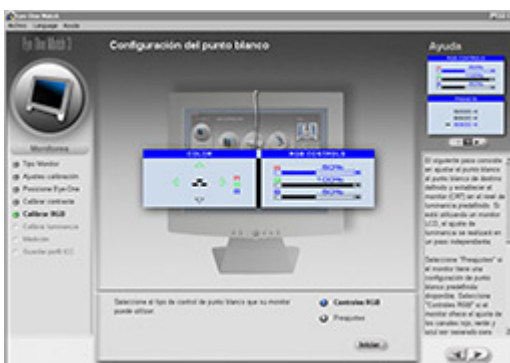 Eye-One Match 3
Archivo Language Ayuda
Eye-One Match 3
Configuración del punto blanco
Ayuda
Monitores
Tipo Monitor
Ajustes calibración
Posicione Eye-One
Calibrar contraste
Calibrar RGB
Calibrar luminancia
Medición
Guardar perfil ICC
COLOR
RGB CONTROLS
R 80%
G 100%
B 80%
Seleccione el tipo de control de punto blanco que su monitor
puede utilizar.
Controles RGB
Preajustes
Iniciar
El siguiente paso consiste
en ajustar el punto blanco
al punto blanco de destino
definido y establecer el
monitor (CRT) en el nivel de
luminancia predefinido. Si
está utilizando un monitor
LCD, el ajuste de
luminancia se realizará en
un paso independiente.
Seleccione "Preajustes" si
el monitor tiene una
configuración de punto
blanco predefinida
disponible. Seleccione
"Controles RGB" si el
monitor ofrece el ajuste de
los canales rojo, verde y
azul por separado para